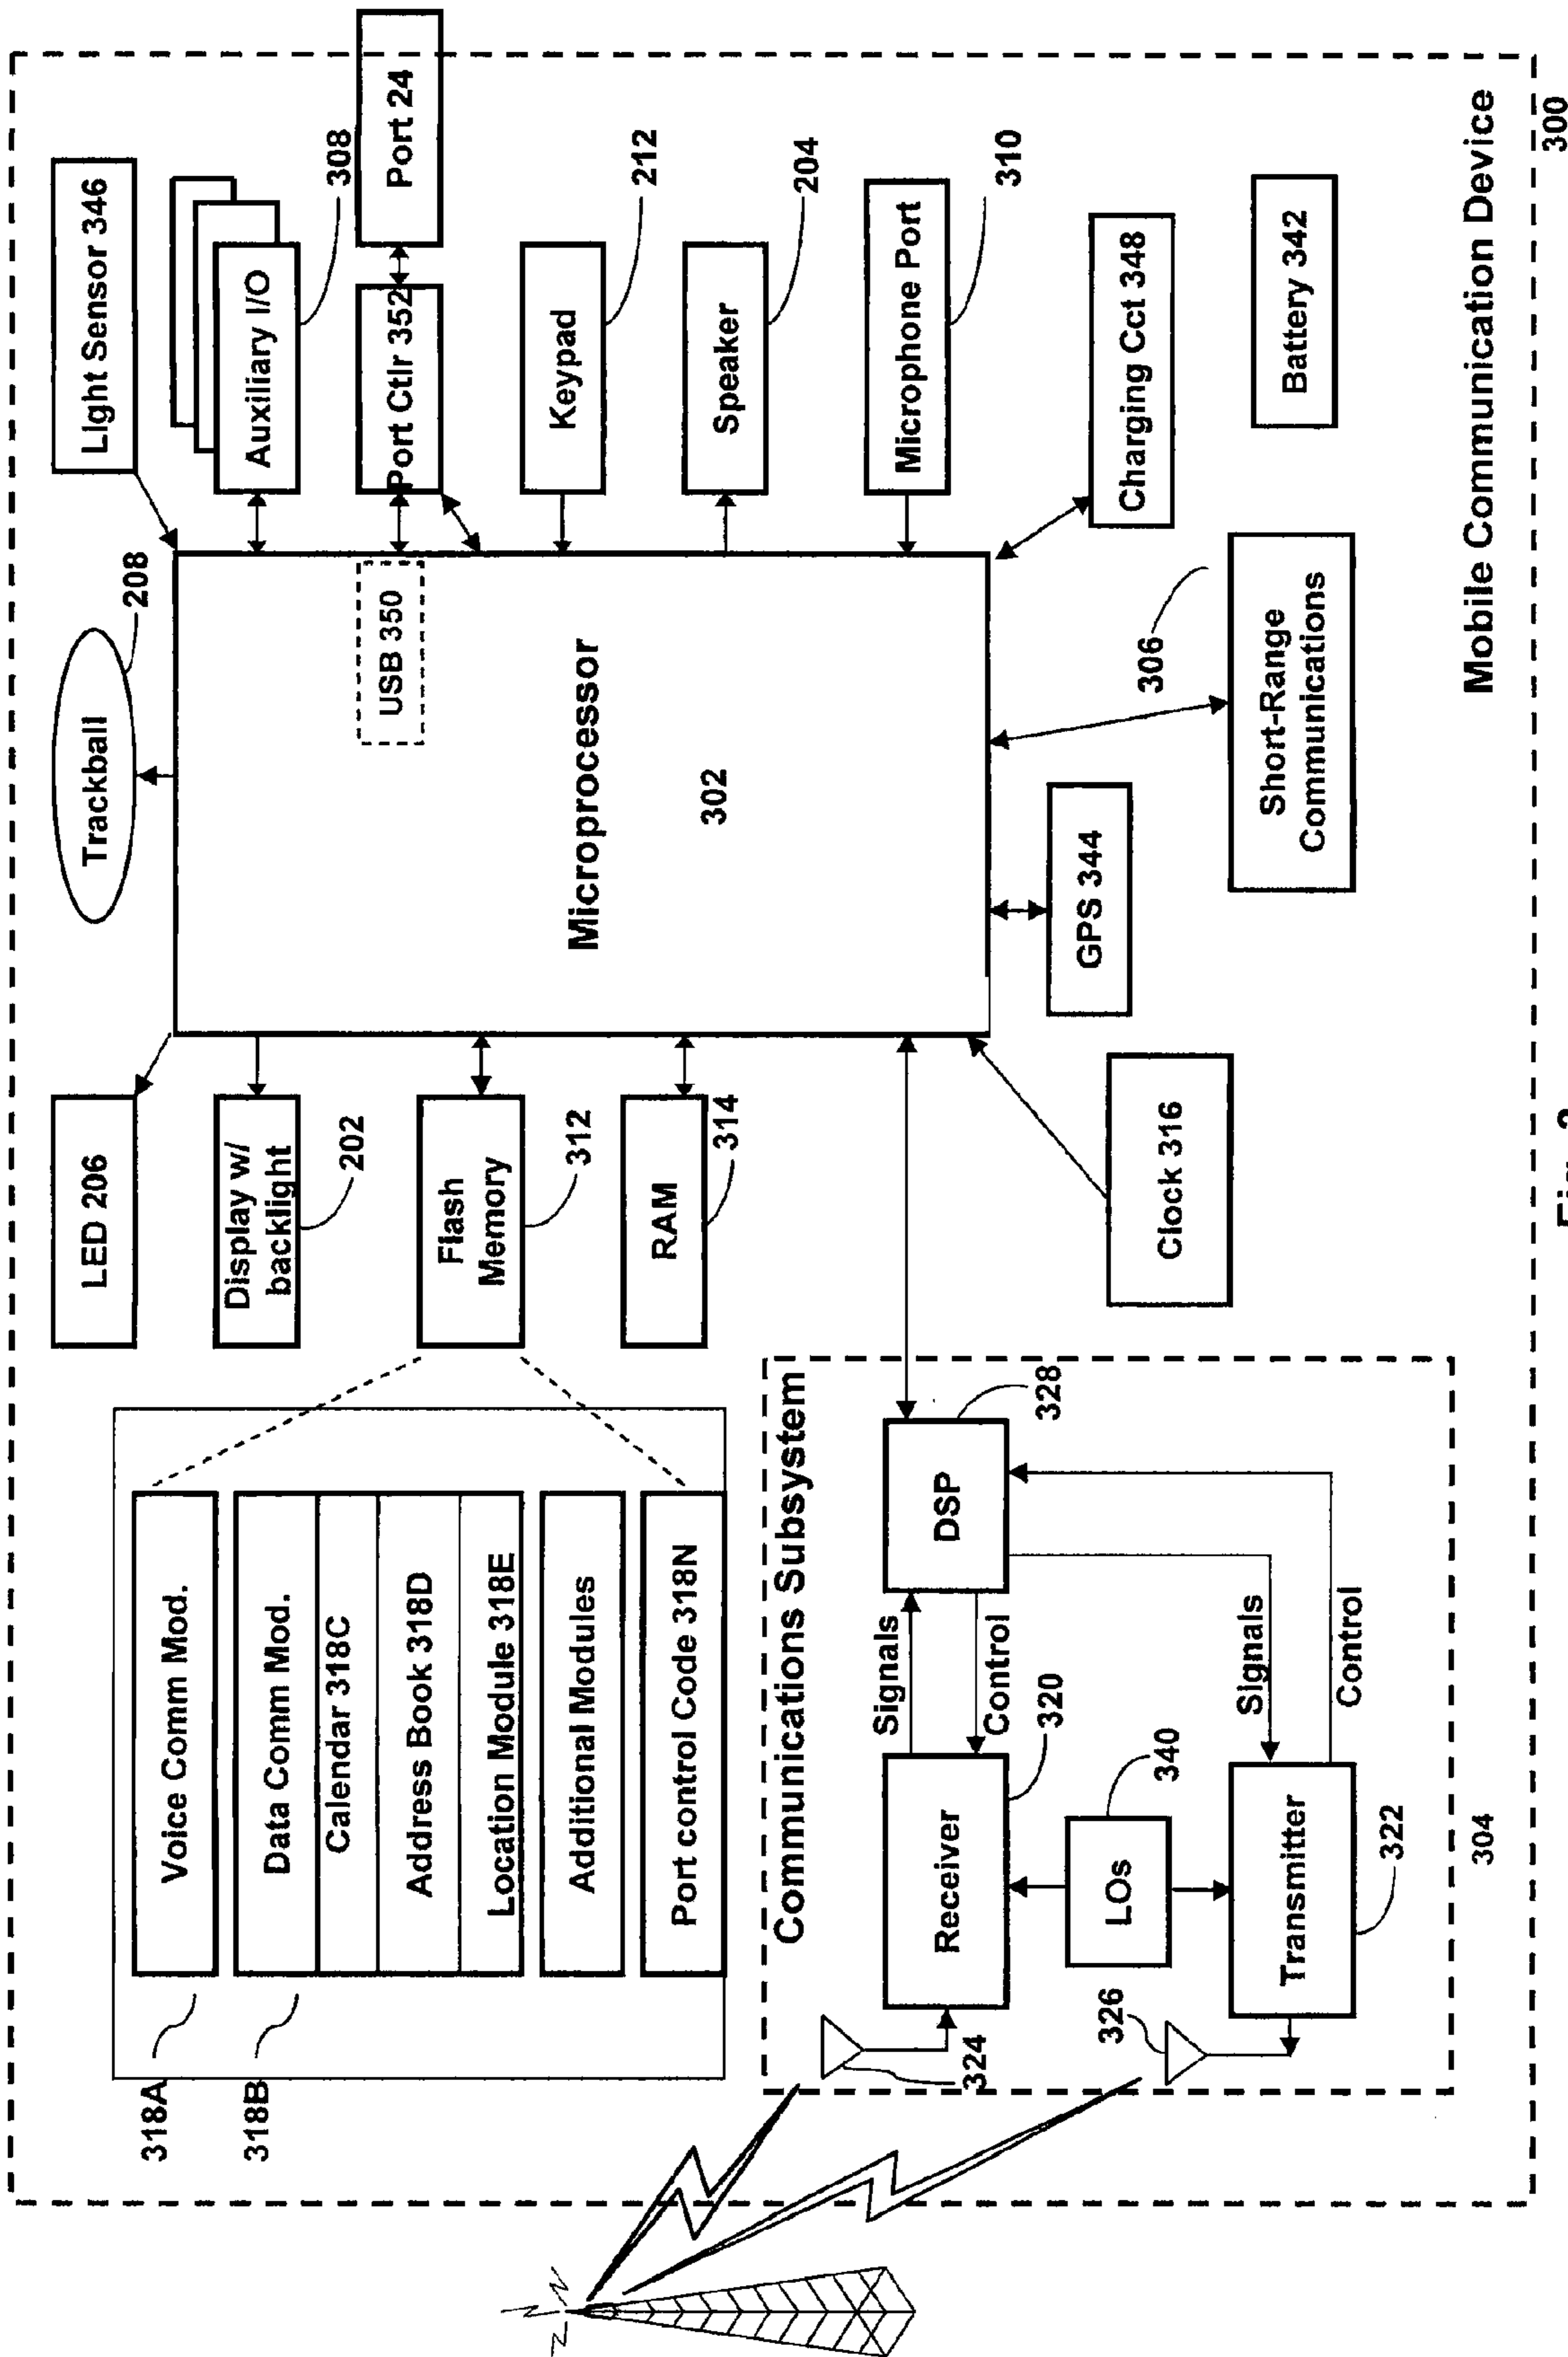 LED 206
Trackball
208
Light Sensor 346
Display w/
backlight
202
Auxiliary I/O
308
Flash
Memory
312
USB 350
Port Ctlr 352
Port 24
RAM
314
Microprocessor
302
Keypad
212
Speaker
204
Microphone Port
310
318A
Voice Comm Mod.
318B
Data Comm Mod.
Calendar 318C
Address Book 318D
Location Module 318E
Additional Modules
Port control Code 318N
Communications Subsystem
Receiver
320
Signals
Control
DSP
328
324
LOs
340
326
Transmitter
322
Signals
Control
304
Clock 316
GPS 344
306
Short-Range
Communications
Charging Cct 348
Battery 342
Mobile Communication Device
300